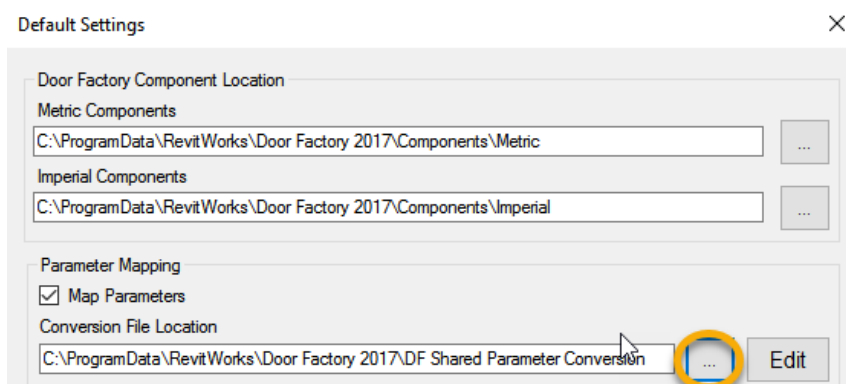 Default Settings
Door Factory Component Location
Metric Components
C:\ProgramData\RevitWorks\Door Factory 2017\Components\Metric
...
Imperial Components
C:\ProgramData\RevitWorks\Door Factory 2017\Components\Imperial
...
Parameter Mapping
Map Parameters
Conversion File Location
C:\ProgramData\RevitWorks\Door Factory 2017\DF Shared Parameter Conversion
... Edit